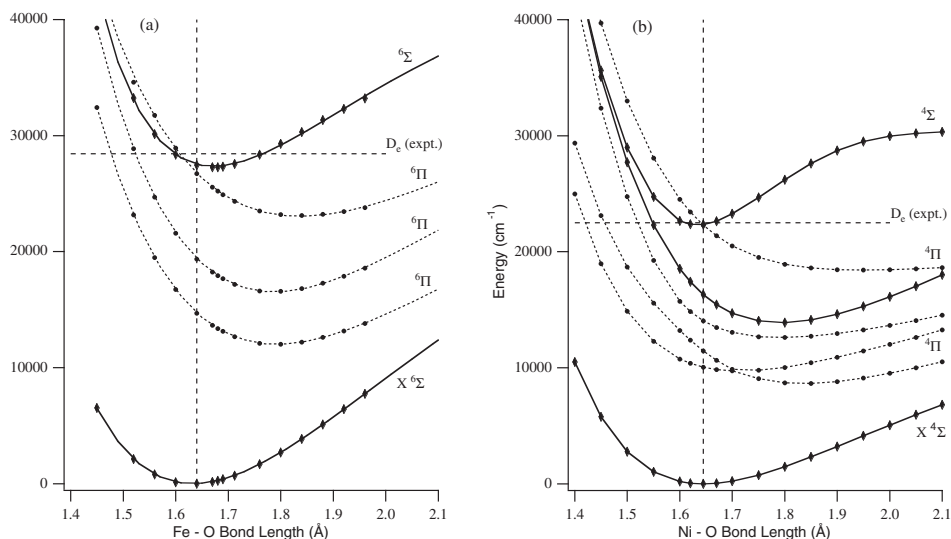 (a)
40000
30000
20000
10000
0
⁶Σ
Dₑ (expt.)
⁶Π
⁶Π
⁶Π
X ⁶Σ
1.4 1.5 1.6 1.7 1.8 1.9 2.0 2.1
Fe - O Bond Length (Å)
(b)
Energy (cm⁻¹)
40000
30000
20000
10000
0
⁴Σ
Dₑ (expt.)
⁴Π
⁴Π
X ⁴Σ
1.4 1.5 1.6 1.7 1.8 1.9 2.0 2.1
Ni - O Bond Length (Å)